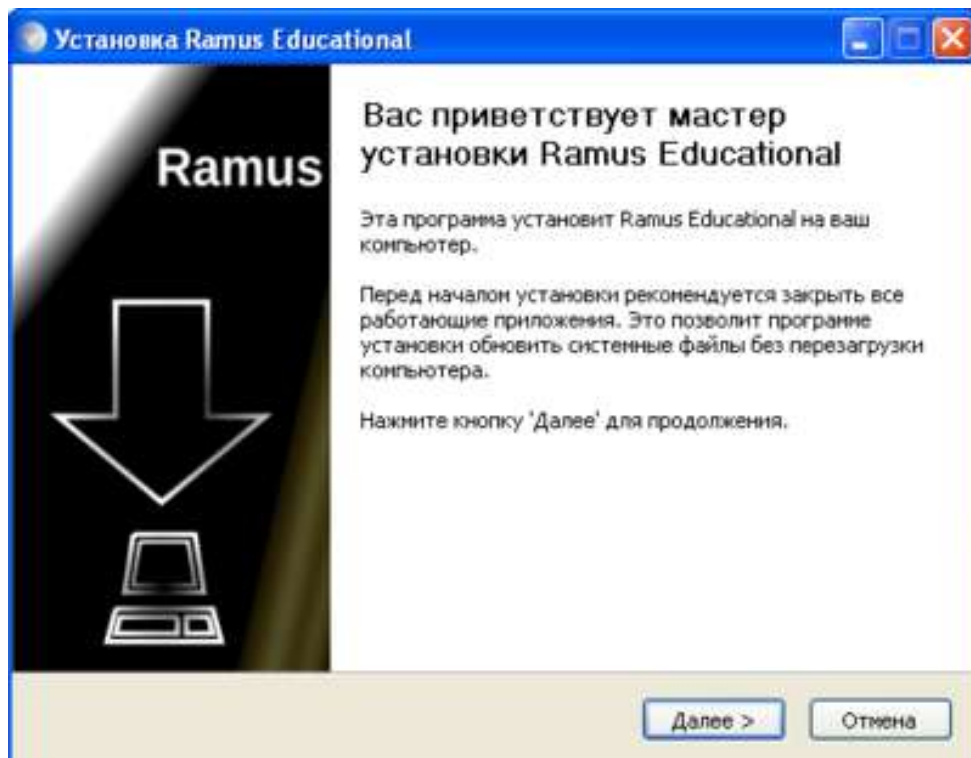 Установка Ramus Educational
Ramus
Вас приветствует мастер
установки Ramus Educational
Эта программа установит Ramus Educational на ваш
компьютер.
Перед началом установки рекомендуется закрыть все
работающие приложения. Это позволит программе
установки обновить системные файлы без перезагрузки
компьютера.
Нажмите кнопку 'Далее' для продолжения.
Далее >
Отмена